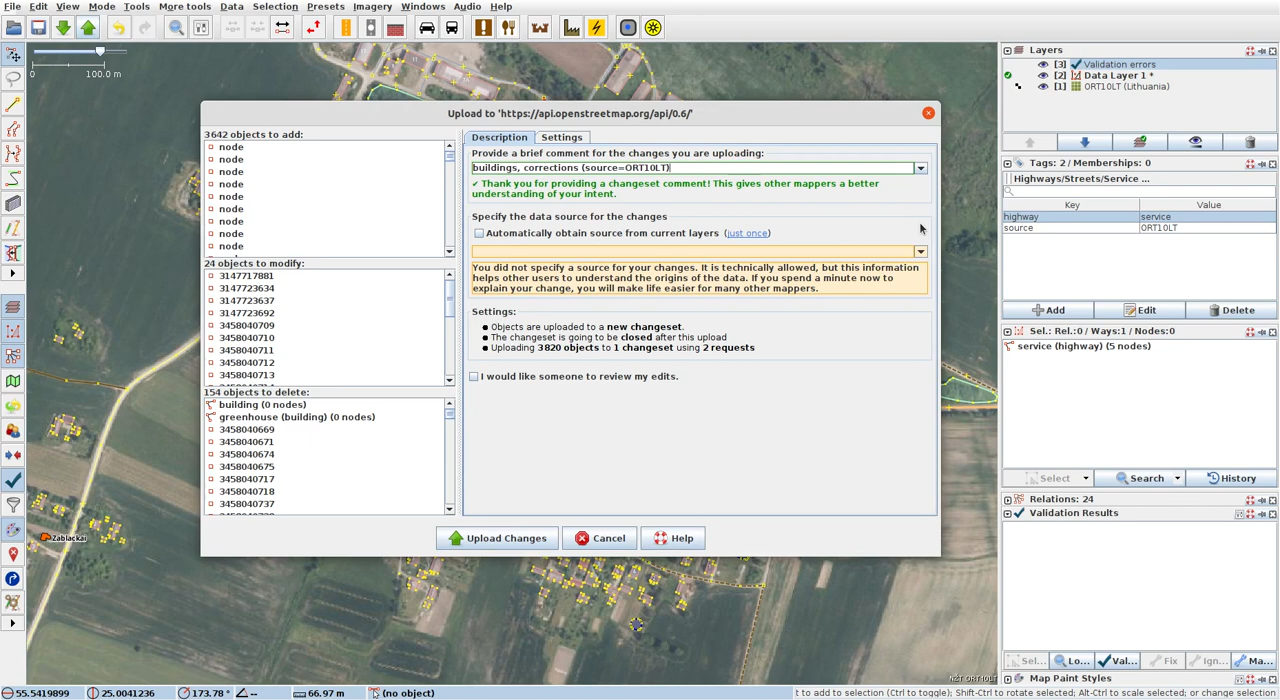 File Edit View Mode Tools More tools Data Selection Presets Imagery Windows Audio Help
0 100.0 m
Upload to 'https://api.openstreetmap.org/api/0.6/'
3642 objects to add:
node
node
node
node
node
node
node
node
node
24 objects to modify:
3147717881
3147723634
3147723637
3147723692
3458040709
3458040710
3458040711
3458040712
3458040713
154 objects to delete:
building (0 nodes)
greenhouse (building) (0 nodes)
3458040669
3458040671
3458040674
3458040675
3458040717
3458040718
3458040737
Description Settings
Provide a brief comment for the changes you are uploading:
buildings, corrections (source=ORT10LT)
✔ Thank you for providing a changeset comment! This gives other mappers a better
understanding of your intent.
Specify the data source for the changes
Automatically obtain source from current layers (just once)
You did not specify a source for your changes. It is technically allowed, but this information
helps other users to understand the origins of the data. If you spend a minute now to
explain your change, you will make life easier for many other mappers.
Settings:
Objects are uploaded to a new changeset.
The changeset is going to be closed after this upload
Uploading 3820 objects to 1 changeset using 2 requests
I would like someone to review my edits.
Upload Changes Cancel Help
Zablackai
Layers
[3] Validation errors
[2] Data Layer 1 *
[1] ORT10LT (Lithuania)
Tags: 2 / Memberships: 0
Highways/Streets/Service ...
Key Value
highway service
source ORT10LT
Add Edit Delete
Sel.: Rel.:0 / Ways:1 / Nodes:0
service (highway) (5 nodes)
Select Search History
Relations: 24
Validation Results
Sel... Lo... Val... Fix Ign... Ma...
Map Paint Styles
55.5419899 25.0041236 173.78 ° -- 66.97 m (no object)
t to add to selection (Ctrl to toggle); Shift-Ctrl to rotate selected; Alt-Ctrl to scale selected; or change selection